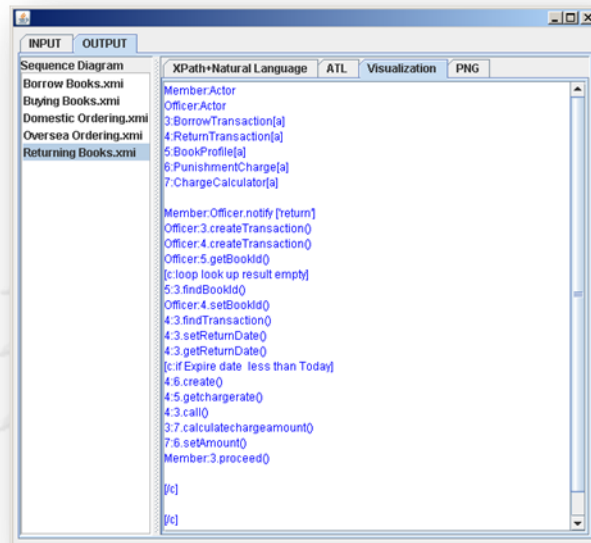 INPUT OUTPUT
Sequence Diagram
Borrow Books.xmi
Buying Books.xmi
Domestic Ordering.xmi
Oversea Ordering.xmi
Returning Books.xmi
XPath+Natural Language ATL Visualization PNG
Member:Actor
Officer:Actor
3:BorrowTransaction[a]
4:ReturnTransaction[a]
5:BookProfile[a]
6:PunishmentCharge[a]
7:ChargeCalculator[a]
Member:Officer.notify ['return']
Officer:3.createTransaction()
Officer:4.createTransaction()
Officer:5.getBookId()
[c:loop look up result empty]
5:3.findBookId()
Officer:4.setBookId()
4:3.findTransaction()
4:3.setReturnDate()
4:3.getReturnDate()
[c:if Expire date  less than Today]
4:6.create()
4:5.getchargerate()
4:3.call()
3:7.calculatechargeamount()
7:6.setAmount()
Member:3.proceed()
[/c]
[/c]